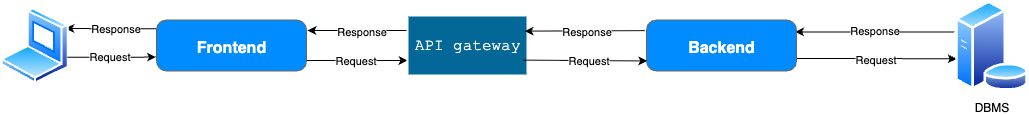 Response
Request
Frontend
Response
Request
API gateway
Response
Request
Backend
Response
Request
DBMS